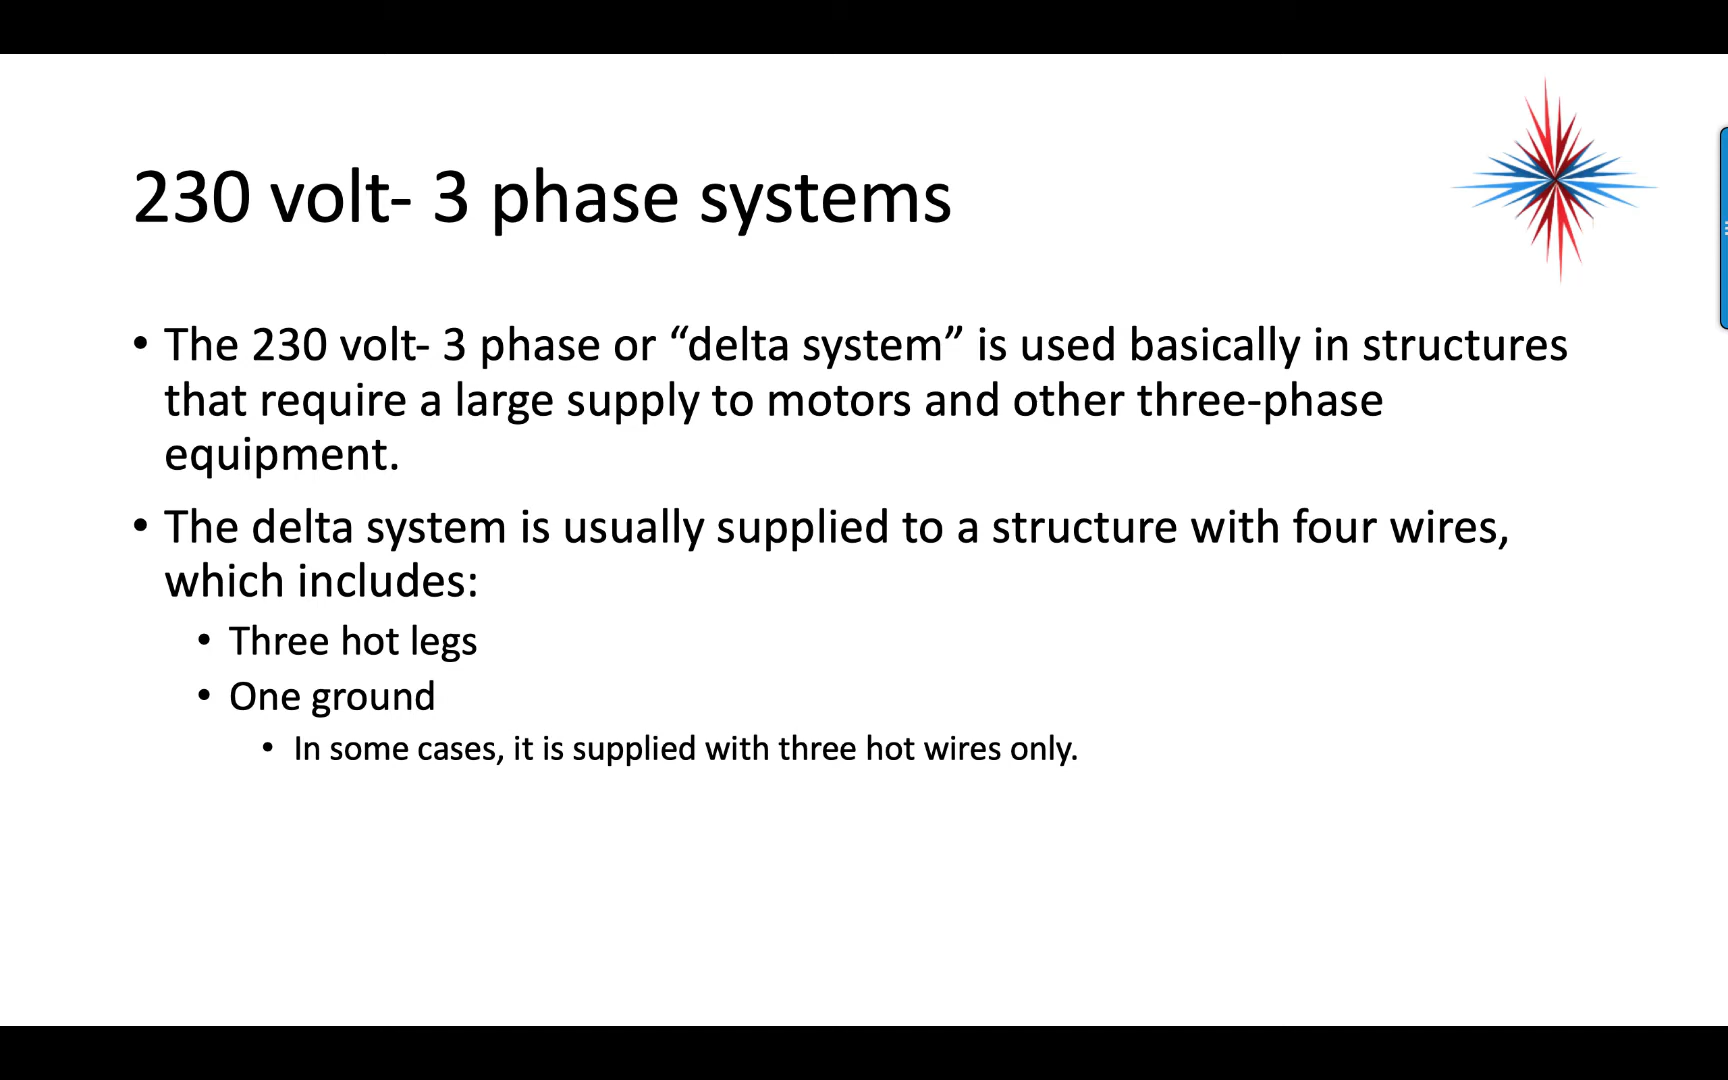 230 volt- 3 phase systems
• The 230 volt- 3 phase or “delta system” is used basically in structures
that require a large supply to motors and other three-phase
equipment.
• The delta system is usually supplied to a structure with four wires,
which includes:
• Three hot legs
• One ground
• In some cases, it is supplied with three hot wires only.